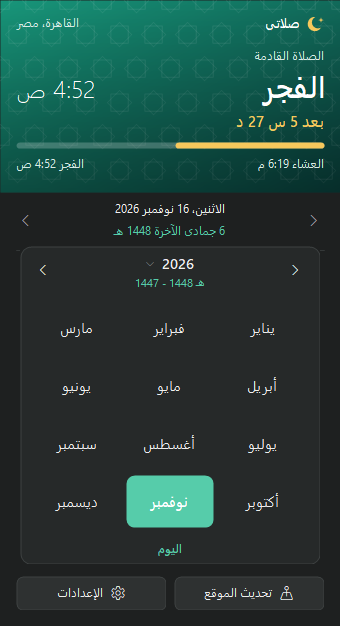 صلاتي
القاهرة، مصر
الصلاة القادمة
الفجر
4:52 ص
بعد 5 س 27 د
العشاء 6:19 م
الفجر 4:52 ص
الاثنين، 16 نوفمبر 2026
6 جمادى الآخرة 1448 هـ
2026
1447 - 1448 هـ
يناير فبراير مارس
أبريل مايو يونيو
يوليو أغسطس سبتمبر
أكتوبر نوفمبر ديسمبر
اليوم
تحديث الموقع
الإعدادات